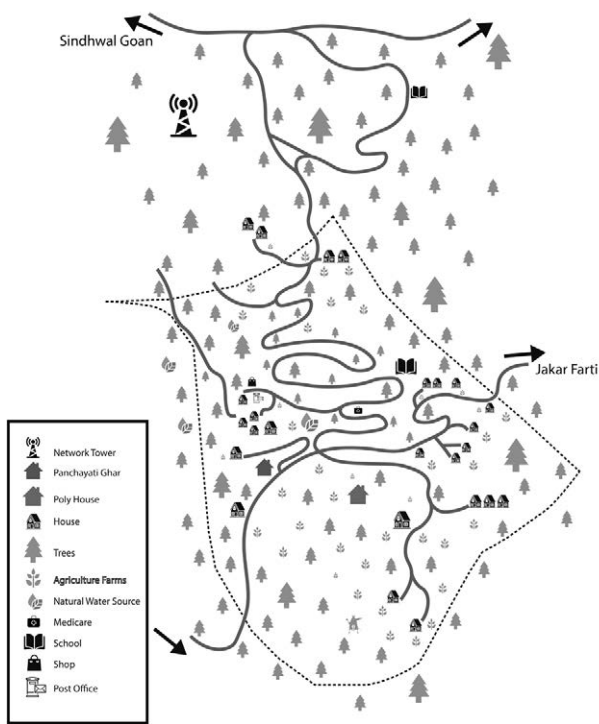 Sindhwal Goan
Jakar Farti
Network Tower
Panchayati Ghar
Poly House
House
Trees
Agriculture Farms
Natural Water Source
Medicare
School
Shop
Post Office